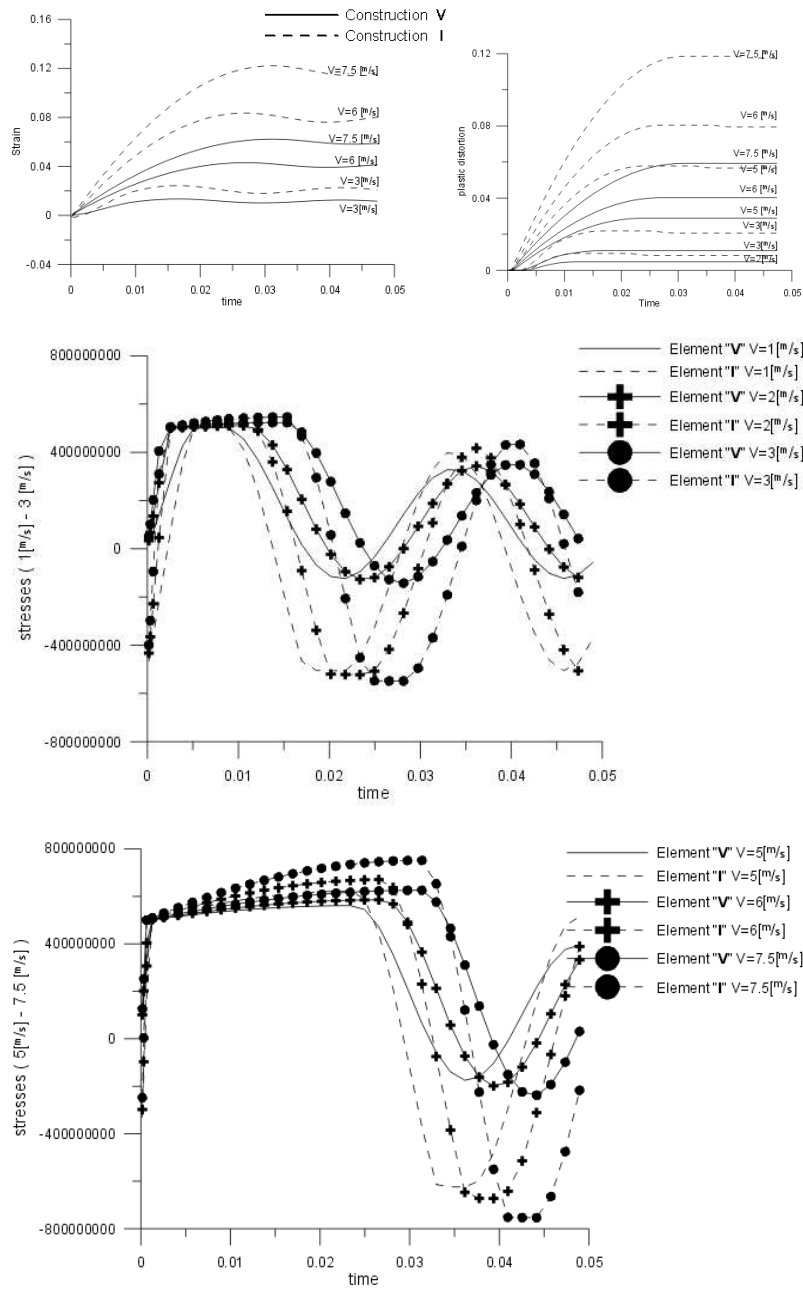 Construction V
Construction I
0.16
0.12
0.08
0.04
0
-0.04
Strain
V=7.5 [m/s]
V=6 [m/s]
V=7.5 [m/s]
V=6 [m/s]
V=3[m/s]
V=3[m/s]
0
0.01
0.02
0.03
0.04
0.05
time
0.12
0.08
0.04
0
plastic distortion
V=7.5 [m/s]
V=6 [m/s]
V=7.5 [m/s]
V=5 [m/s]
V=6 [m/s]
V=5 [m/s]
V=3[m/s]
V=3[m/s]
V=2[m/s]
0
0.01
0.02
0.03
0.04
0.05
Time
800000000
400000000
0
-400000000
-800000000
stresses ( 1[m/s] - 3 [m/s] )
0
0.01
0.02
0.03
0.04
0.05
time
Element "V" V=1[m/s]
Element "I" V=1[m/s]
Element "V" V=2[m/s]
Element "I" V=2[m/s]
Element "V" V=3[m/s]
Element "I" V=3[m/s]
800000000
400000000
0
-400000000
-800000000
stresses ( 5[m/s] - 7.5 [m/s] )
0
0.01
0.02
0.03
0.04
0.05
time
Element "V" V=5[m/s]
Element "I" V=5[m/s]
Element "V" V=6[m/s]
Element "I" V=6[m/s]
Element "V" V=7.5[m/s]
Element "I" V=7.5[m/s]